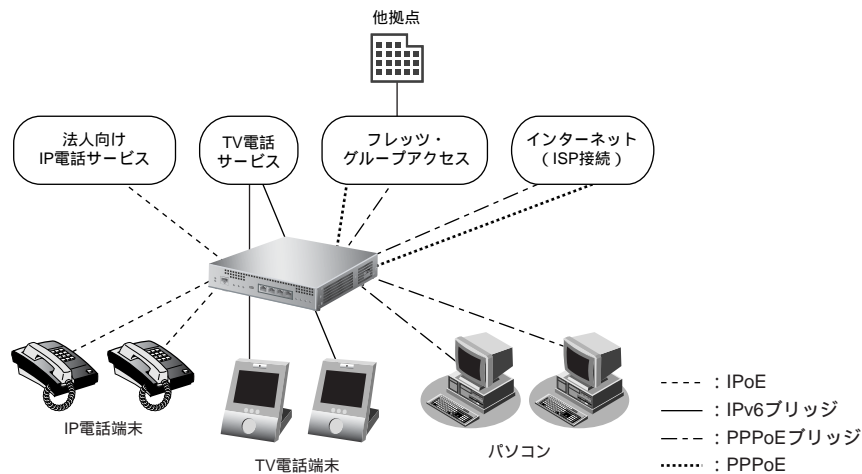 他拠点
法人向け
IP電話サービス
TV電話
サービス
フレッツ・
グループアクセス
インターネット
（ISP接続）
IP電話端末
TV電話端末
パソコン
：IPoE
：IPv6ブリッジ
：PPPoEブリッジ
：PPPoE